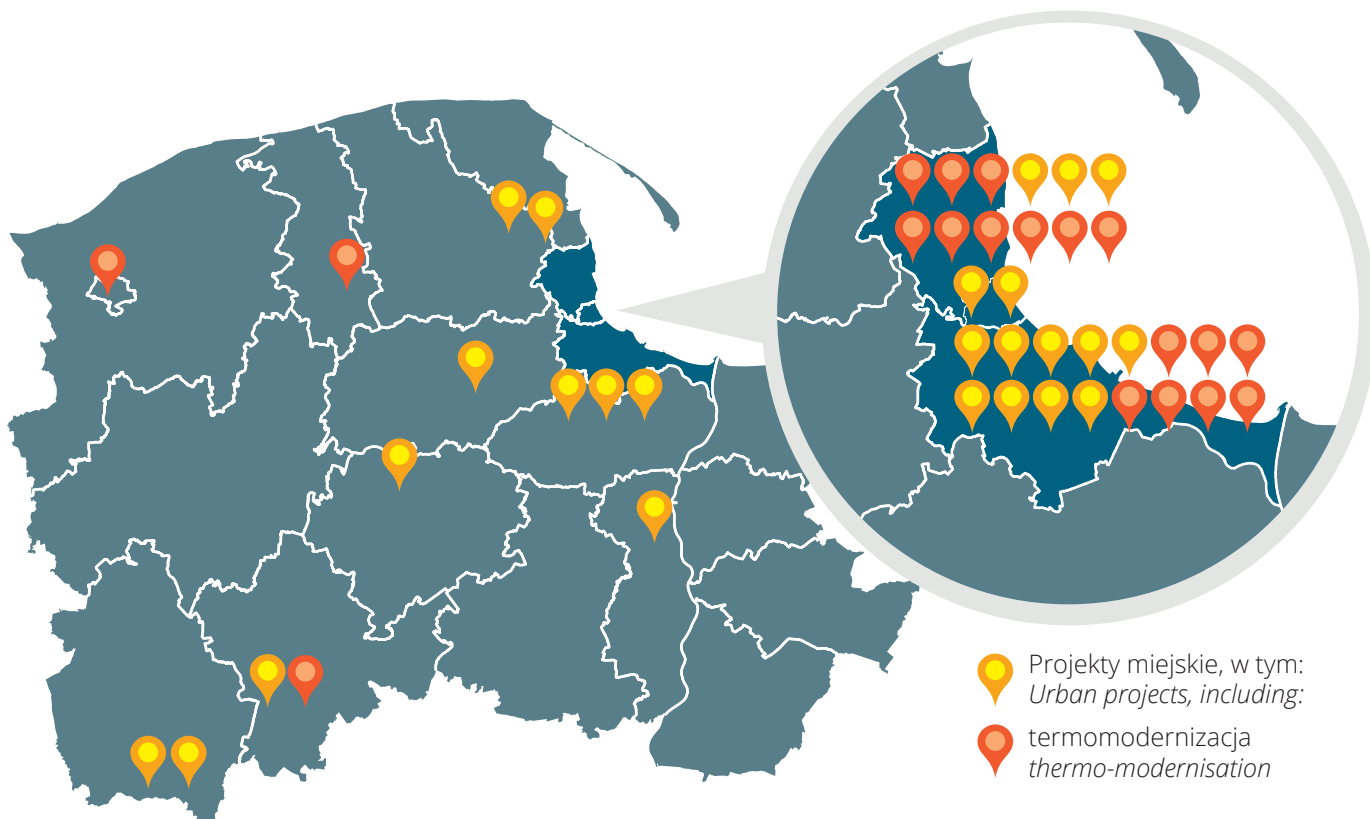 Projekty miejskie, w tym:
Urban projects, including:
termomodernizacja
thermo-modernisation